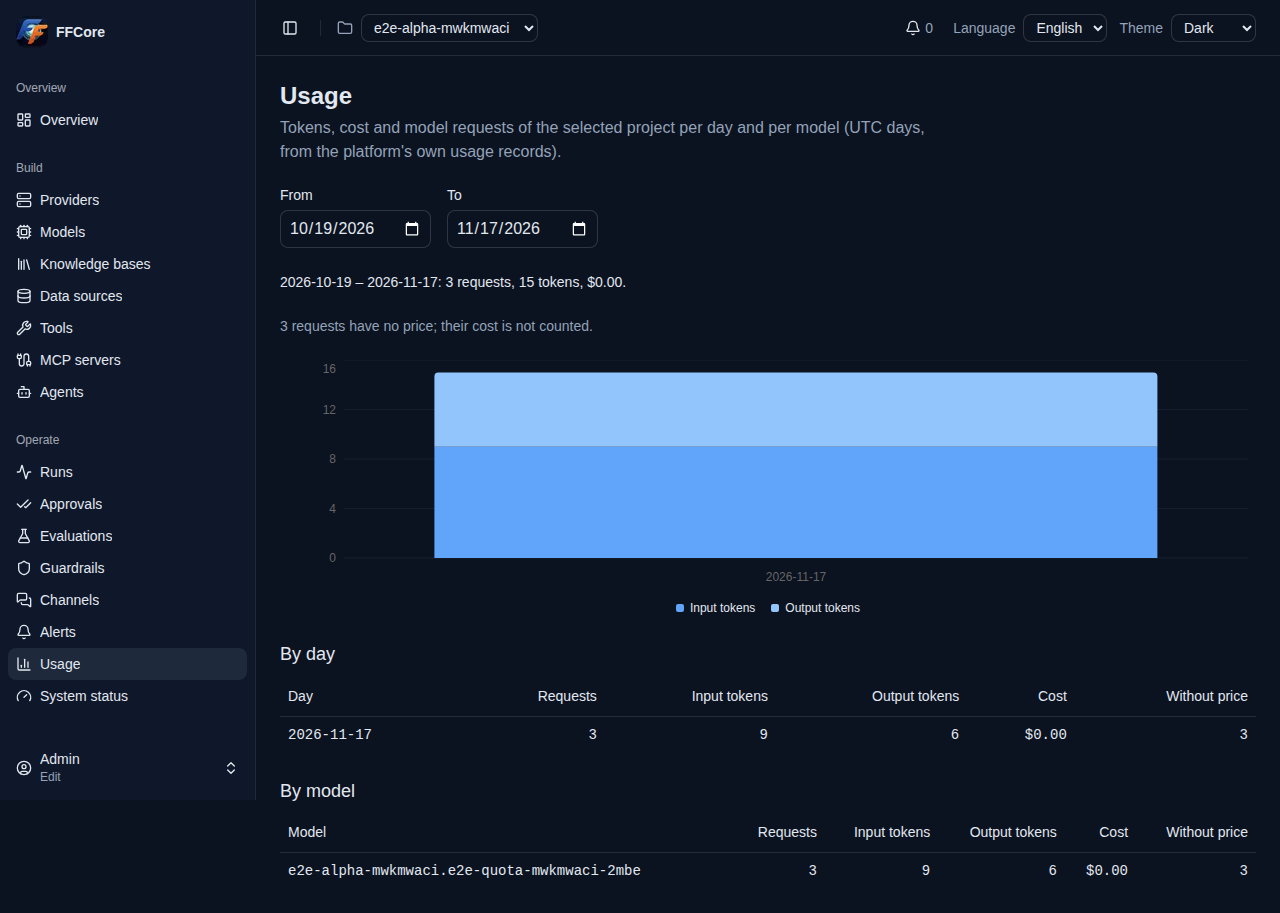 FFCore
e2e-alpha-mwkmwaci
0
Language
English
Theme
Dark
Overview
Overview
Build
Providers
Models
Knowledge bases
Data sources
Tools
MCP servers
Agents
Operate
Runs
Approvals
Evaluations
Guardrails
Channels
Alerts
Usage
System status
Admin
Edit
Usage
Tokens, cost and model requests of the selected project per day and per model (UTC days,
from the platform's own usage records).
From To
10/19/2026 11/17/2026
2026-10-19 – 2026-11-17: 3 requests, 15 tokens, $0.00.
3 requests have no price; their cost is not counted.
16
12
8
4
0
2026-11-17
Input tokens Output tokens
By day
Day Requests Input tokens Output tokens Cost Without price
2026-11-17 3 9 6 $0.00 3
By model
Model Requests Input tokens Output tokens Cost Without price
e2e-alpha-mwkmwaci.e2e-quota-mwkmwaci-2mbe 3 9 6 $0.00 3